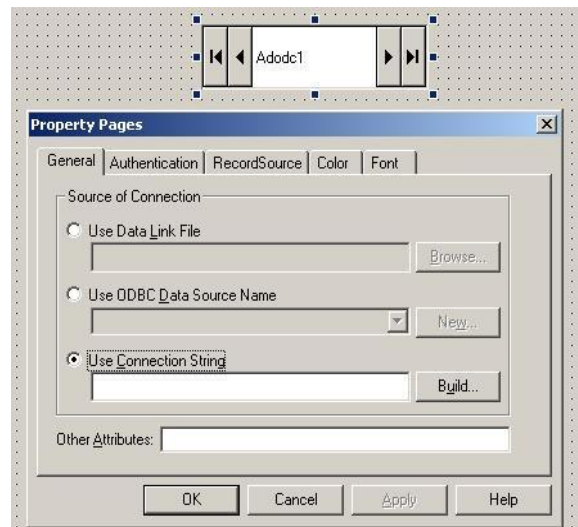 Adodc1
Property Pages
General Authentication RecordSource Color Font
Source of Connection
Use Data Link File
Browse...
Use ODBC Data Source Name
New...
Use Connection String
Build...
Other Attributes:
OK Cancel Apply Help